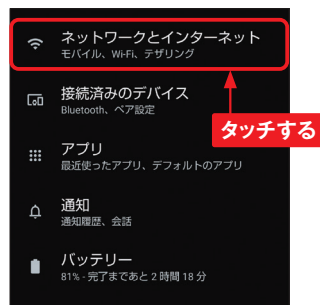 ネットワークとインターネット
モバイル、Wi-Fi、テザリング
接続済みのデバイス
Bluetooth、ペア設定
タッチする
アプリ
最近使ったアプリ、デフォルトのアプリ
通知
通知履歴、会話
バッテリー
81% - 完了まであと 2 時間 18 分